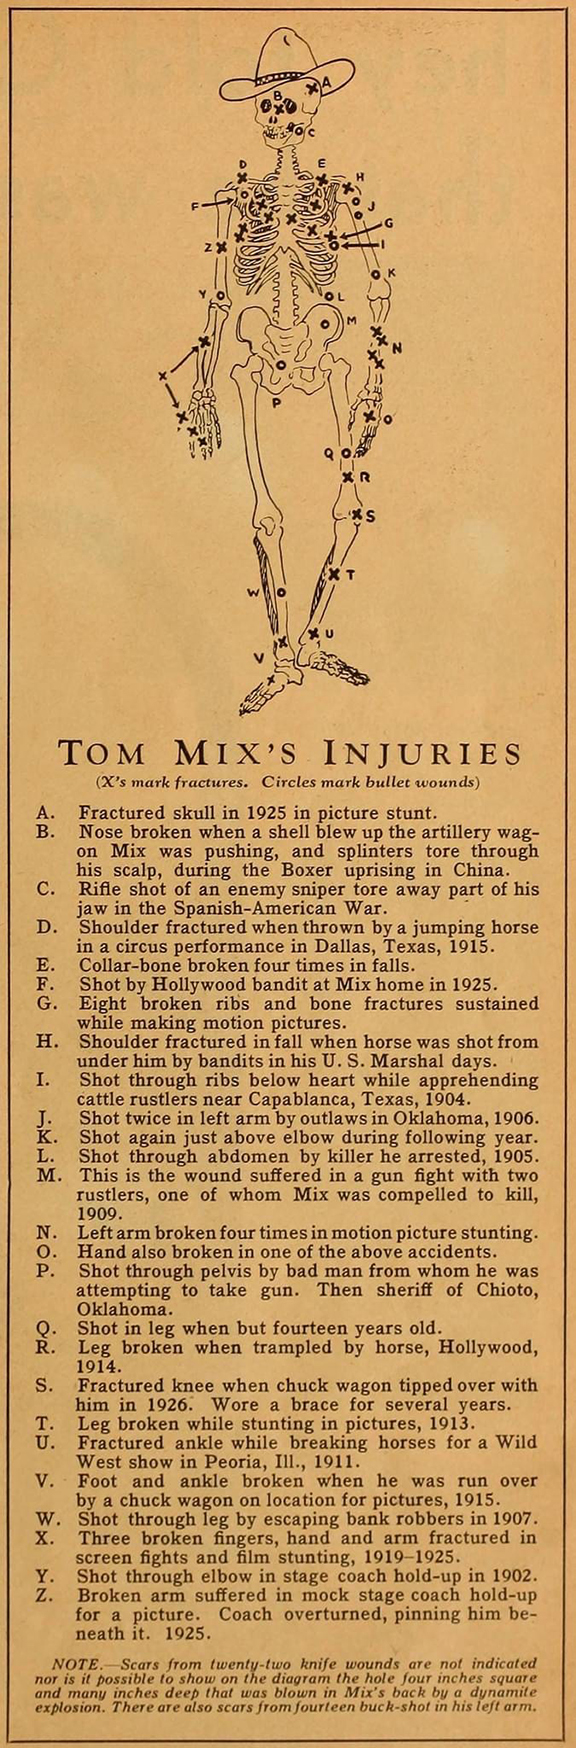 A
B
C
D
E
H
F
J
G
Z
I
K
Y
L
M
N
X
P
O
Q
R
S
T
W
U
V
TOM MIX'S INJURIES
(X's mark fractures. Circles mark bullet wounds)
A. Fractured skull in 1925 in picture stunt.
B. Nose broken when a shell blew up the artillery wag-
on Mix was pushing, and splinters tore through
his scalp, during the Boxer uprising in China.
C. Rifle shot of an enemy sniper tore away part of his
jaw in the Spanish-American War.
D. Shoulder fractured when thrown by a jumping horse
in a circus performance in Dallas, Texas, 1915.
E. Collar-bone broken four times in falls.
F. Shot by Hollywood bandit at Mix home in 1925.
G. Eight broken ribs and bone fractures sustained
while making motion pictures.
H. Shoulder fractured in fall when horse was shot from
under him by bandits in his U. S. Marshal days.
I. Shot through ribs below heart while apprehending
cattle rustlers near Capablanca, Texas, 1904.
J. Shot twice in left arm by outlaws in Oklahoma, 1906.
K. Shot again just above elbow during following year.
L. Shot through abdomen by killer he arrested, 1905.
M. This is the wound suffered in a gun fight with two
rustlers, one of whom Mix was compelled to kill,
1909.
N. Left arm broken four times in motion picture stunting.
O. Hand also broken in one of the above accidents.
P. Shot through pelvis by bad man from whom he was
attempting to take gun. Then sheriff of Chioto,
Oklahoma.
Q. Shot in leg when but fourteen years old.
R. Leg broken when trampled by horse, Hollywood,
1914.
S. Fractured knee when chuck wagon tipped over with
him in 1926. Wore a brace for several years.
T. Leg broken while stunting in pictures, 1913.
U. Fractured ankle while breaking horses for a Wild
West show in Peoria, Ill., 1911.
V. Foot and ankle broken when he was run over
by a chuck wagon on location for pictures, 1915.
W. Shot through leg by escaping bank robbers in 1907.
X. Three broken fingers, hand and arm fractured in
screen fights and film stunting, 1919–1925.
Y. Shot through elbow in stage coach hold-up in 1902.
Z. Broken arm suffered in mock stage coach hold-up
for a picture. Coach overturned, pinning him be-
neath it. 1925.
NOTE.—Scars from twenty-two knife wounds are not indicated
nor is it possible to show on the diagram the hole four inches square
and many inches deep that was blown in Mix's back by a dynamite
explosion. There are also scars from fourteen buck-shot in his left arm.